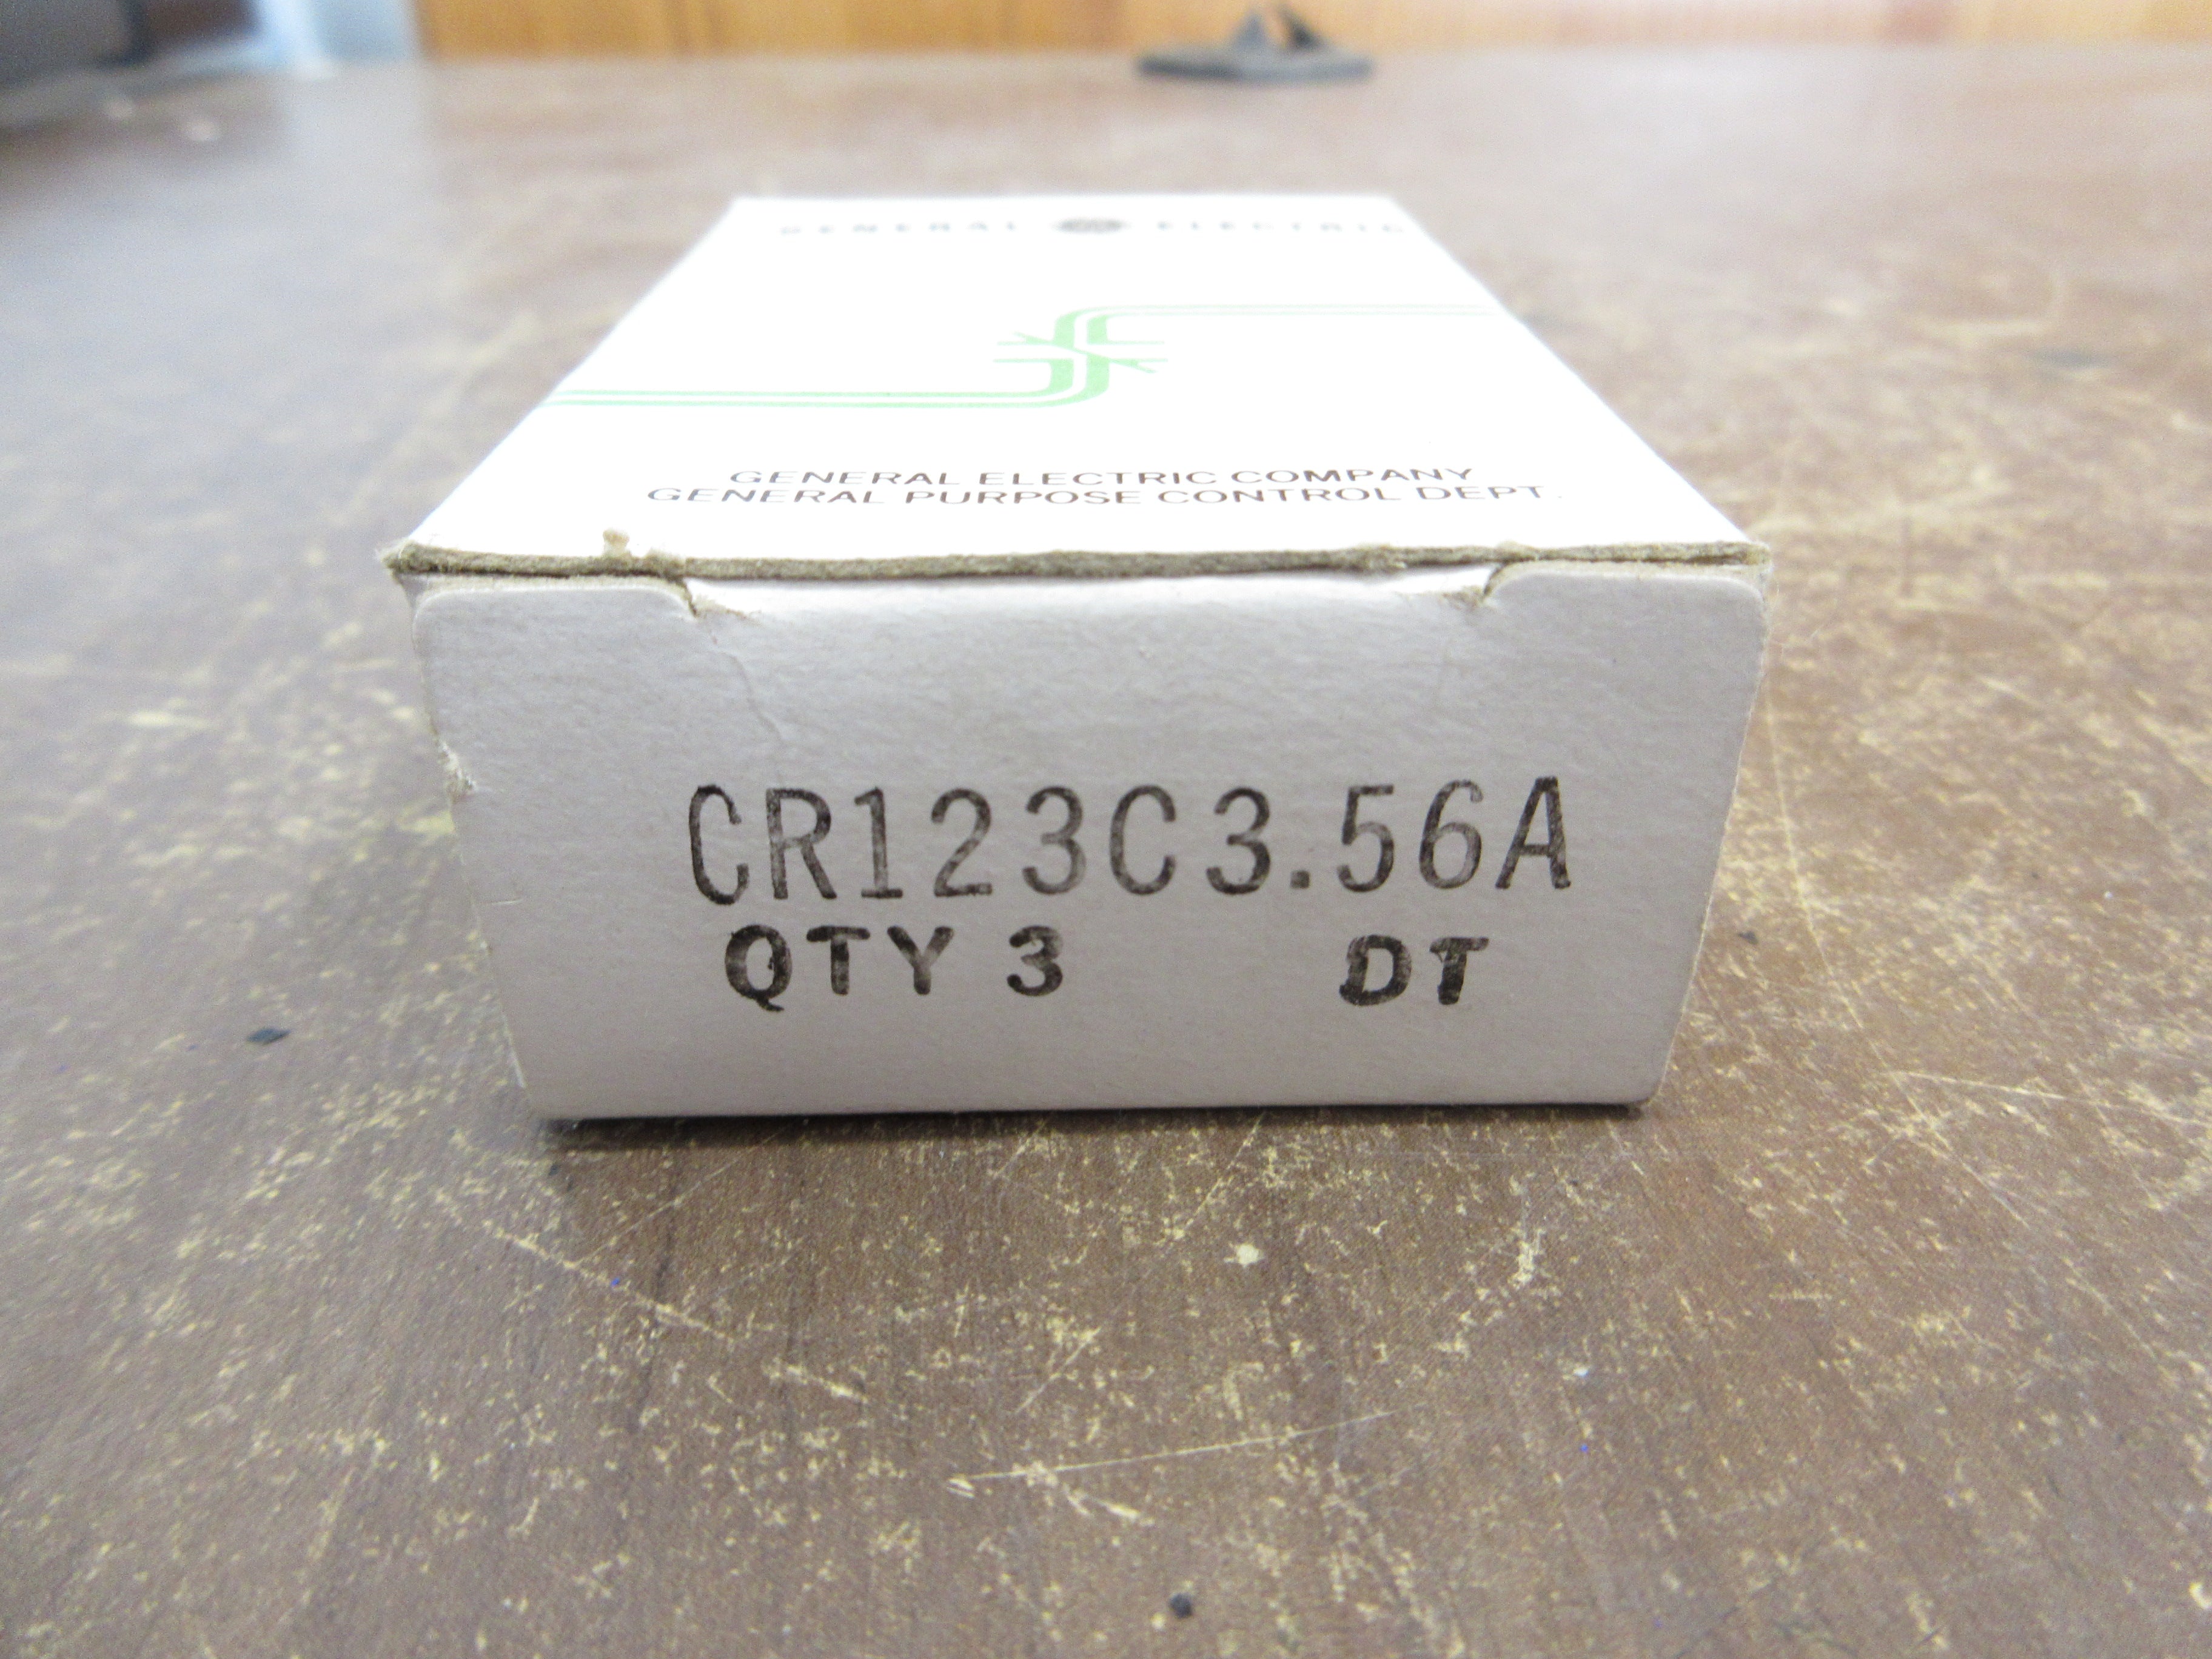 GENERAL ELECTRIC
GENERAL ELECTRIC COMPANY
GENERAL PURPOSE CONTROL DEPT.
CR123C3.56A
QTY 3 DT